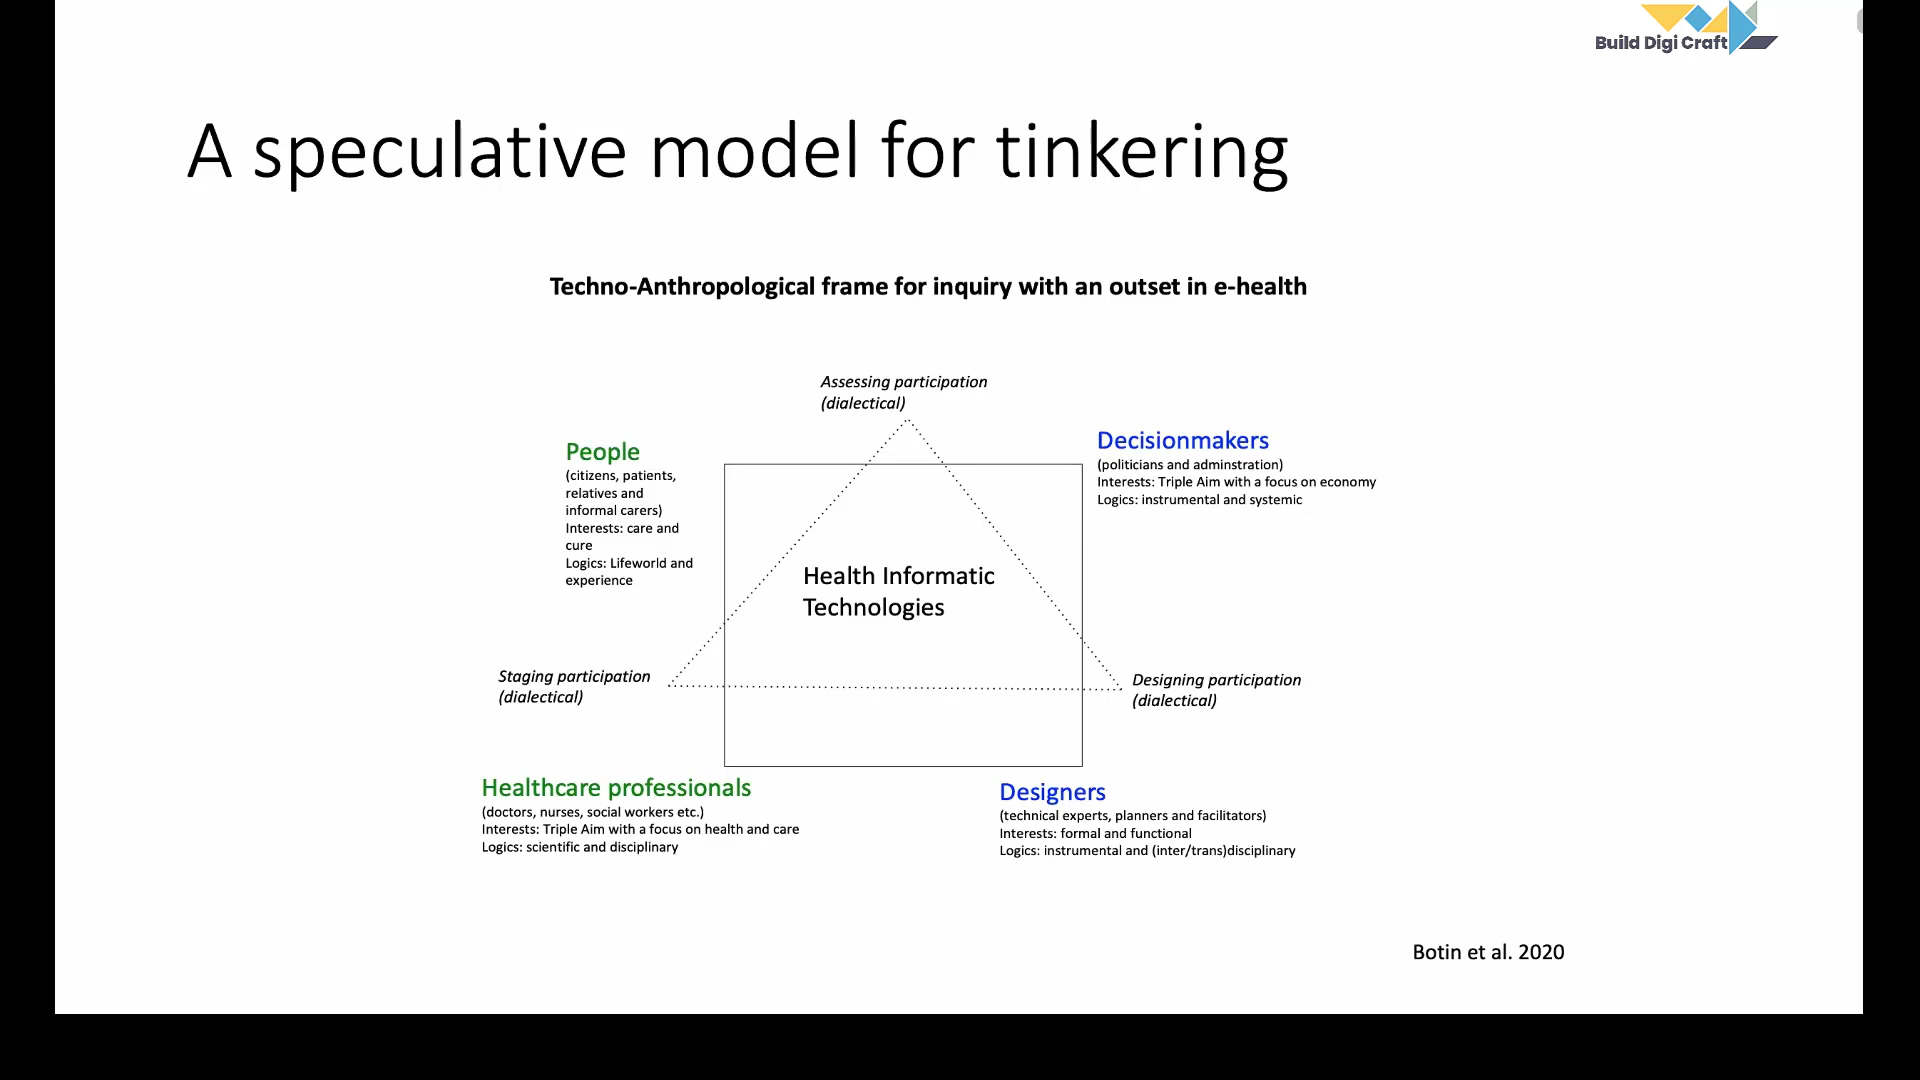 Build Digi Craft
A speculative model for tinkering
Techno-Anthropological frame for inquiry with an outset in e-health
Assessing participation
(dialectical)
People
(citizens, patients,
relatives and
informal carers)
Interests: care and
cure
Logics: Lifeworld and
experience
Decisionmakers
(politicians and adminstration)
Interests: Triple Aim with a focus on economy
Logics: instrumental and systemic
Health Informatic
Technologies
Staging participation
(dialectical)
Designing participation
(dialectical)
Healthcare professionals
(doctors, nurses, social workers etc.)
Interests: Triple Aim with a focus on health and care
Logics: scientific and disciplinary
Designers
(technical experts, planners and facilitators)
Interests: formal and functional
Logics: instrumental and (inter/trans)disciplinary
Botin et al. 2020